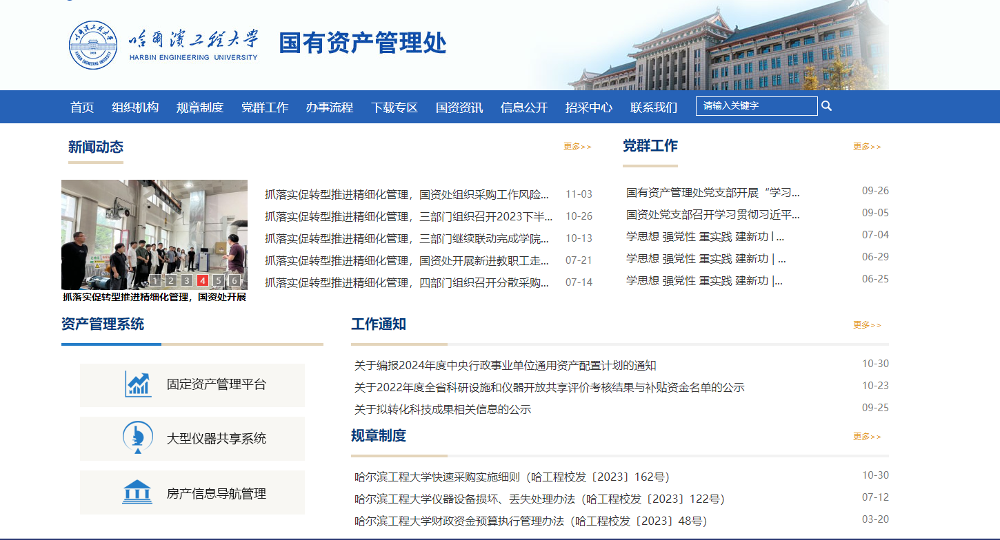 哈尔滨工程大学
HARBIN ENGINEERING UNIVERSITY
国有资产管理处
首页 组织机构 规章制度 党群工作 办事流程 下载专区 国资资讯 信息公开 招采中心 联系我们 请输入关键字
新闻动态 更多>>
抓落实促转型推进精细化管理，国资处组织采购工作风险... 11-03
抓落实促转型推进精细化管理，三部门组织召开2023下半... 10-26
抓落实促转型推进精细化管理，三部门继续联动完成学院... 10-13
抓落实促转型推进精细化管理，国资处开展新进教职工走... 07-21
抓落实促转型推进精细化管理，四部门组织召开分散采购... 07-14
1 2 3 4 5 6
抓落实促转型推进精细化管理，国资处开展
党群工作 更多>>
国有资产管理处党支部开展“学习... 09-26
国资处党支部召开学习贯彻习近平... 09-05
学思想 强党性 重实践 建新功 | ... 07-04
学思想 强党性 重实践 建新功 | ... 06-29
学思想 强党性 重实践 建新功 |... 06-25
资产管理系统
固定资产管理平台
大型仪器共享系统
房产信息导航管理
工作通知 更多>>
关于编报2024年度中央行政事业单位通用资产配置计划的通知 10-30
关于2022年度全省科研设施和仪器开放共享评价考核结果与补贴资金名单的公示 10-23
关于拟转化科技成果相关信息的公示 09-25
规章制度 更多>>
哈尔滨工程大学快速采购实施细则（哈工程校发〔2023〕162号） 10-30
哈尔滨工程大学仪器设备损坏、丢失处理办法（哈工程校发〔2023〕122号） 07-12
哈尔滨工程大学财政资金预算执行管理办法（哈工程校发〔2023〕48号） 03-20